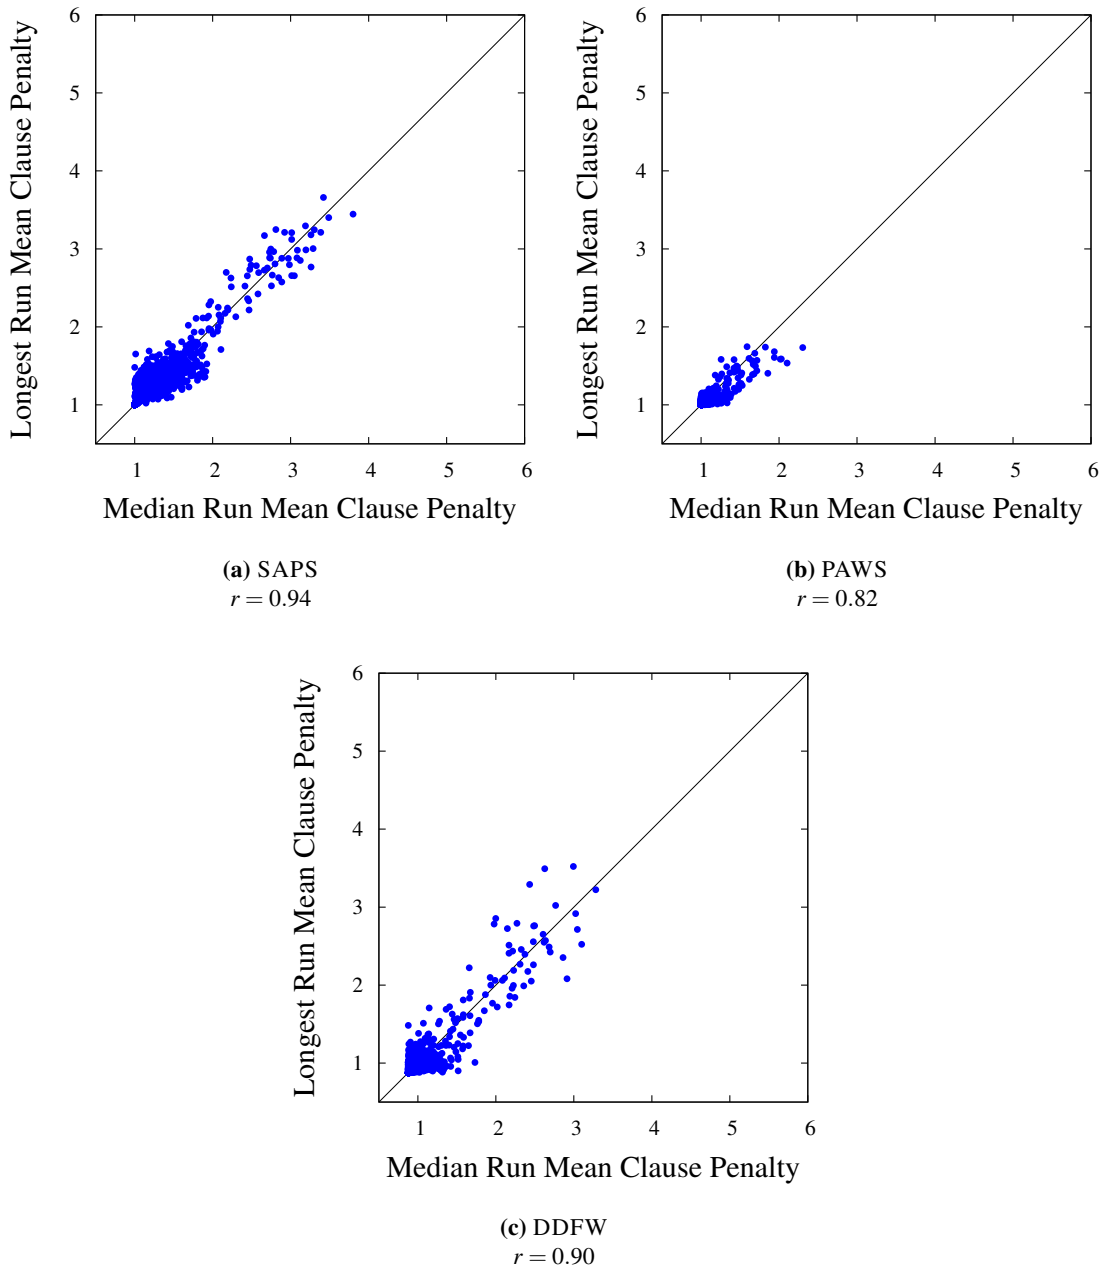 6
5
4
3
2
1
1 2 3 4 5 6
Longest Run Mean Clause Penalty
Median Run Mean Clause Penalty
(a) SAPS
r = 0.94
6
5
4
3
2
1
1 2 3 4 5 6
Longest Run Mean Clause Penalty
Median Run Mean Clause Penalty
(b) PAWS
r = 0.82
6
5
4
3
2
1
1 2 3 4 5 6
Longest Run Mean Clause Penalty
Median Run Mean Clause Penalty
(c) DDFW
r = 0.90